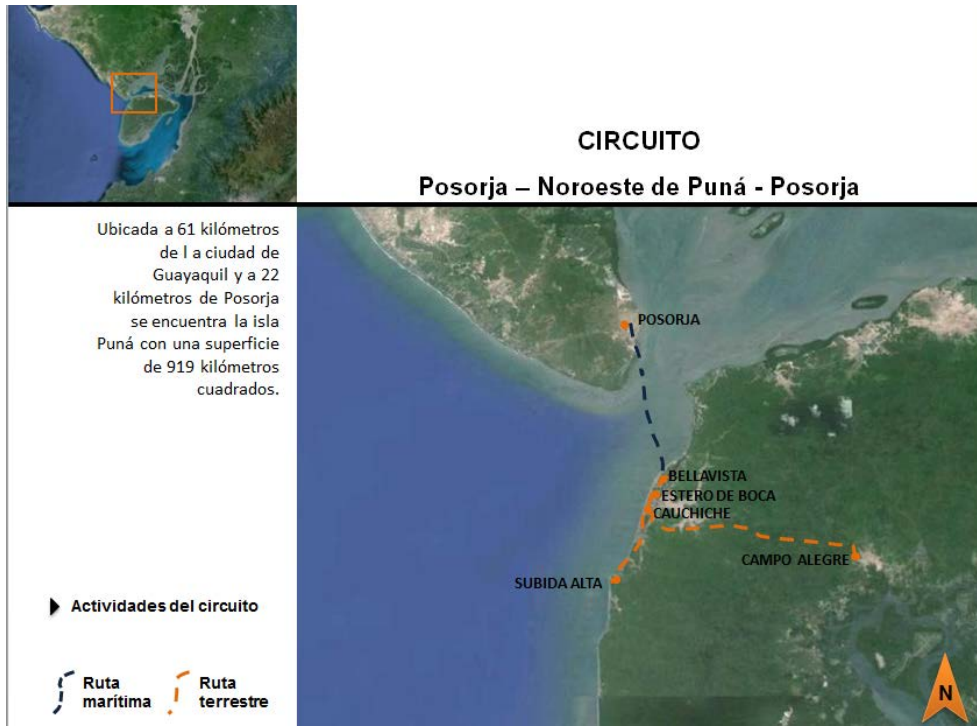 CIRCUITO
Posorja – Noroeste de Puná - Posorja
Ubicada a 61 kilómetros
de l a ciudad de
Guayaquil y a 22
kilómetros de Posorja
se encuentra la isla
Puná con una superficie
de 919 kilómetros
cuadrados.
POSORJA
BELLAVISTA
ESTERO DE BOCA
CAUCHICHE
CAMPO ALEGRE
SUBIDA ALTA
Actividades del circuito
Ruta
marítima
Ruta
terrestre
N